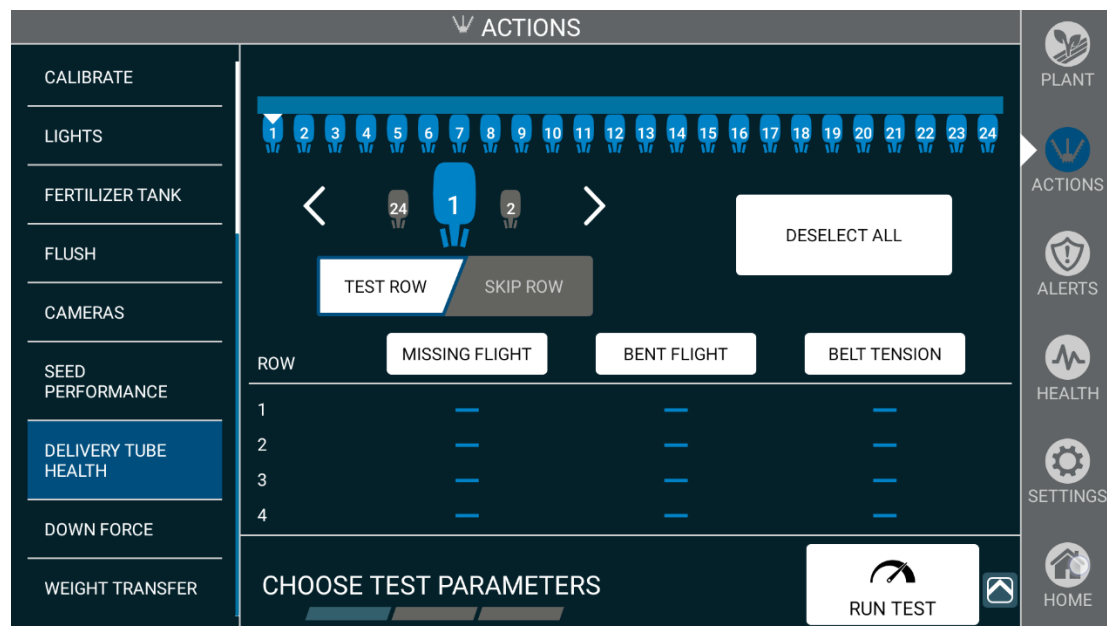 ACTIONS
CALIBRATE
LIGHTS
FERTILIZER TANK
FLUSH
CAMERAS
SEED
PERFORMANCE
DELIVERY TUBE
HEALTH
DOWN FORCE
WEIGHT TRANSFER
1 2 3 4 5 6 7 8 9 10 11 12 13 14 15 16 17 18 19 20 21 22 23 24
24 1 2
DESELECT ALL
TEST ROW SKIP ROW
ROW MISSING FLIGHT BENT FLIGHT BELT TENSION
1 — — —
2 — — —
3 — — —
4 — — —
CHOOSE TEST PARAMETERS
RUN TEST
PLANT
ACTIONS
ALERTS
HEALTH
SETTINGS
HOME